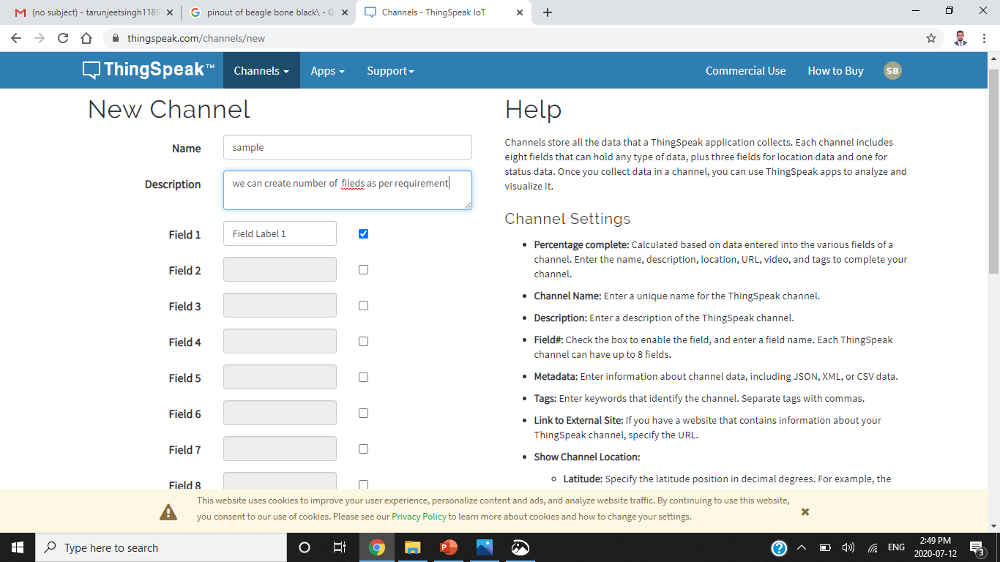 (no subject) - tarunjeetsingh1189
pinout of beagle bone black\ - G
Channels - ThingSpeak IoT
thingspeak.com/channels/new
ThingSpeak™
Channels
Apps
Support
Commercial Use
How to Buy
SB
New Channel
Name
sample
Description
we can create number of fileds as per requirement
Field 1
Field Label 1
Field 2
Field 3
Field 4
Field 5
Field 6
Field 7
Field 8
Help
Channels store all the data that a ThingSpeak application collects. Each channel includes
eight fields that can hold any type of data, plus three fields for location data and one for
status data. Once you collect data in a channel, you can use ThingSpeak apps to analyze and
visualize it.
Channel Settings
• Percentage complete: Calculated based on data entered into the various fields of a
channel. Enter the name, description, location, URL, video, and tags to complete your
channel.
• Channel Name: Enter a unique name for the ThingSpeak channel.
• Description: Enter a description of the ThingSpeak channel.
• Field#: Check the box to enable the field, and enter a field name. Each ThingSpeak
channel can have up to 8 fields.
• Metadata: Enter information about channel data, including JSON, XML, or CSV data.
• Tags: Enter keywords that identify the channel. Separate tags with commas.
• Link to External Site: If you have a website that contains information about your
ThingSpeak channel, specify the URL.
• Show Channel Location:
Latitude: Specify the latitude position in decimal degrees. For example, the
This website uses cookies to improve your user experience, personalize content and ads, and analyze website traffic. By continuing to use this website,
you consent to our use of cookies. Please see our Privacy Policy to learn more about cookies and how to change your settings.
Type here to search
ENG
2:49 PM
2020-07-12
3